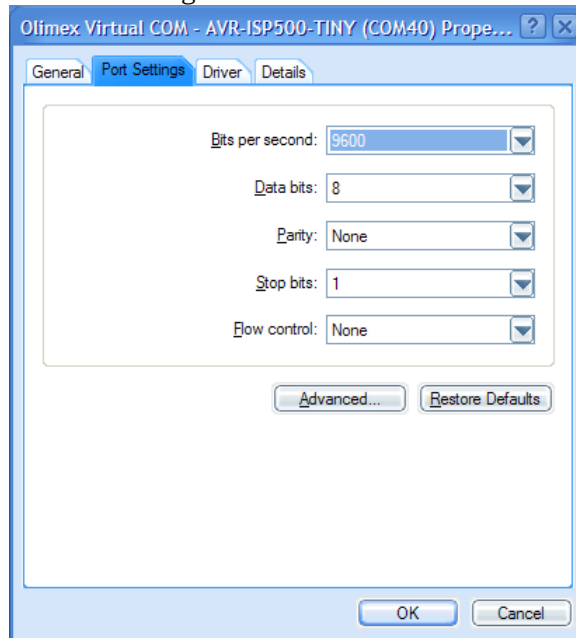 Olimex Virtual COM - AVR-ISP500-TINY (COM40) Prope... ? X
General Port Settings Driver Details
Bits per second: 9600
Data bits: 8
Parity: None
Stop bits: 1
Flow control: None
Advanced... Restore Defaults
OK Cancel